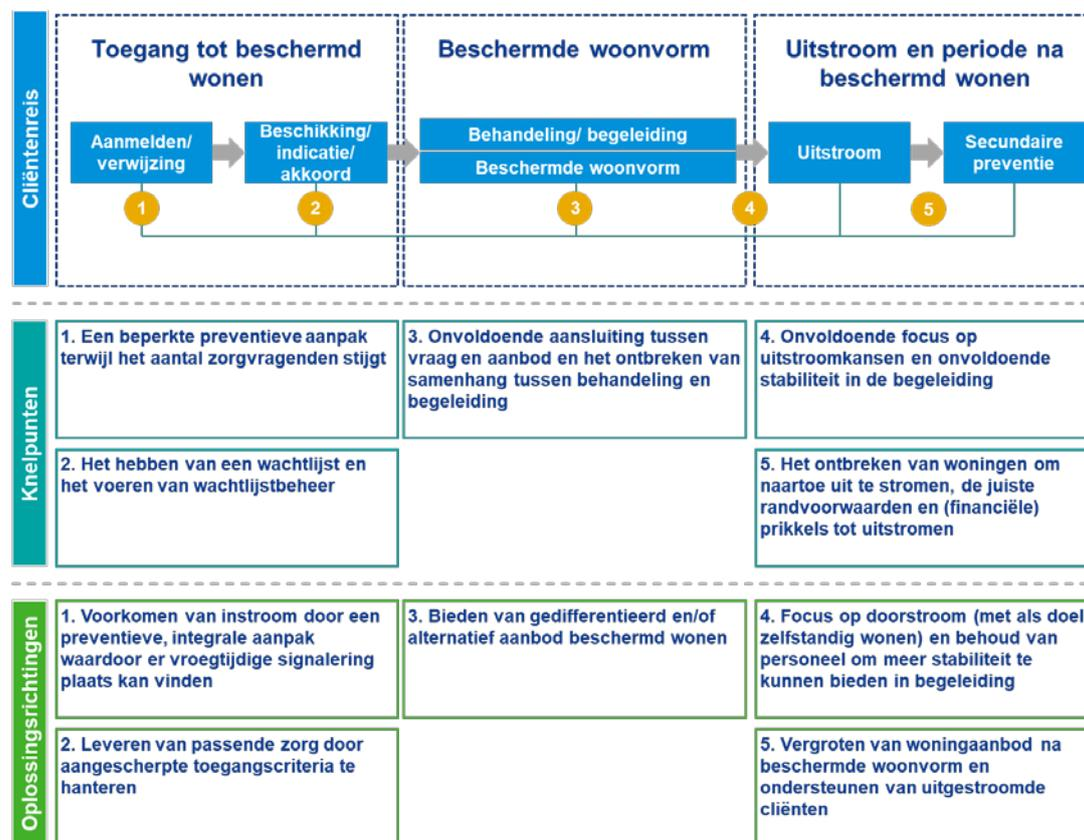 Cliëntenreis
Toegang tot beschermd
wonen
Aanmelden/
verwijzing
Beschikking/
indicatie/
akkoord
1
2
Beschermde woonvorm
Behandeling/ begeleiding
Beschermde woonvorm
3
4
Uitstroom en periode na
beschermd wonen
Uitstroom
Secundaire
preventie
5
Knelpunten
1. Een beperkte preventieve aanpak
terwijl het aantal zorgvragenden stijgt
2. Het hebben van een wachtlijst en
het voeren van wachtlijstbeheer
3. Onvoldoende aansluiting tussen
vraag en aanbod en het ontbreken van
samenhang tussen behandeling en
begeleiding
4. Onvoldoende focus op
uitstroomkansen en onvoldoende
stabiliteit in de begeleiding
5. Het ontbreken van woningen om
naartoe uit te stromen, de juiste
randvoorwaarden en (financiële)
prikkels tot uitstromen
Oplossingsrichtingen
1. Voorkomen van instroom door een
preventieve, integrale aanpak
waardoor er vroegtijdige signalering
plaats kan vinden
2. Leveren van passende zorg door
aangescherpte toegangscriteria te
hanteren
3. Bieden van gedifferentieerd en/of
alternatief aanbod beschermd wonen
4. Focus op doorstroom (met als doel
zelfstandig wonen) en behoud van
personeel om meer stabiliteit te
kunnen bieden in begeleiding
5. Vergroten van woningaanbod na
beschermde woonvorm en
ondersteunen van uitgestroomde
cliënten